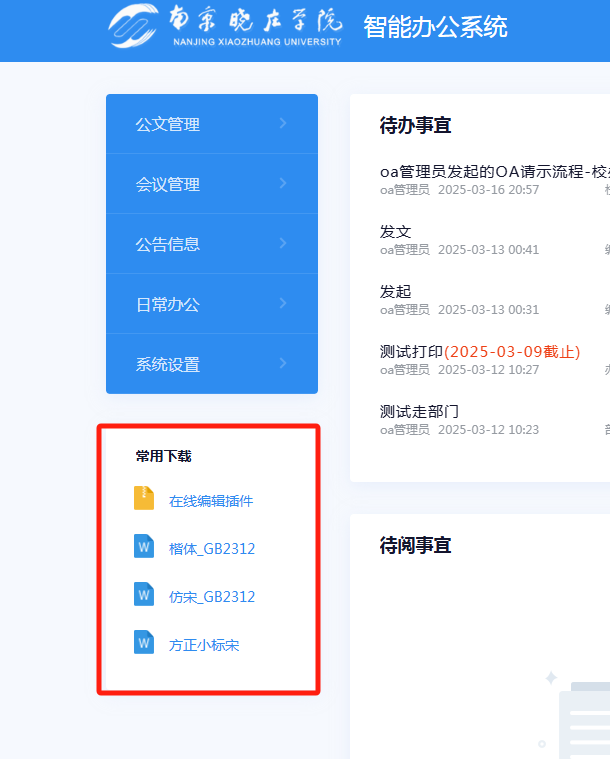 南京晓庄学院
NANJING XIAOZHUANG UNIVERSITY
智能办公系统
公文管理
会议管理
公告信息
日常办公
系统设置
常用下载
在线编辑插件
楷体_GB2312
仿宋_GB2312
方正小标宋
待办事宜
oa管理员发起的OA请示流程-校
oa管理员 2025-03-16 20:57
发文
oa管理员 2025-03-13 00:41
发起
oa管理员 2025-03-13 00:31
测试打印(2025-03-09截止)
oa管理员 2025-03-12 10:27
测试走部门
oa管理员 2025-03-12 10:23
待阅事宜